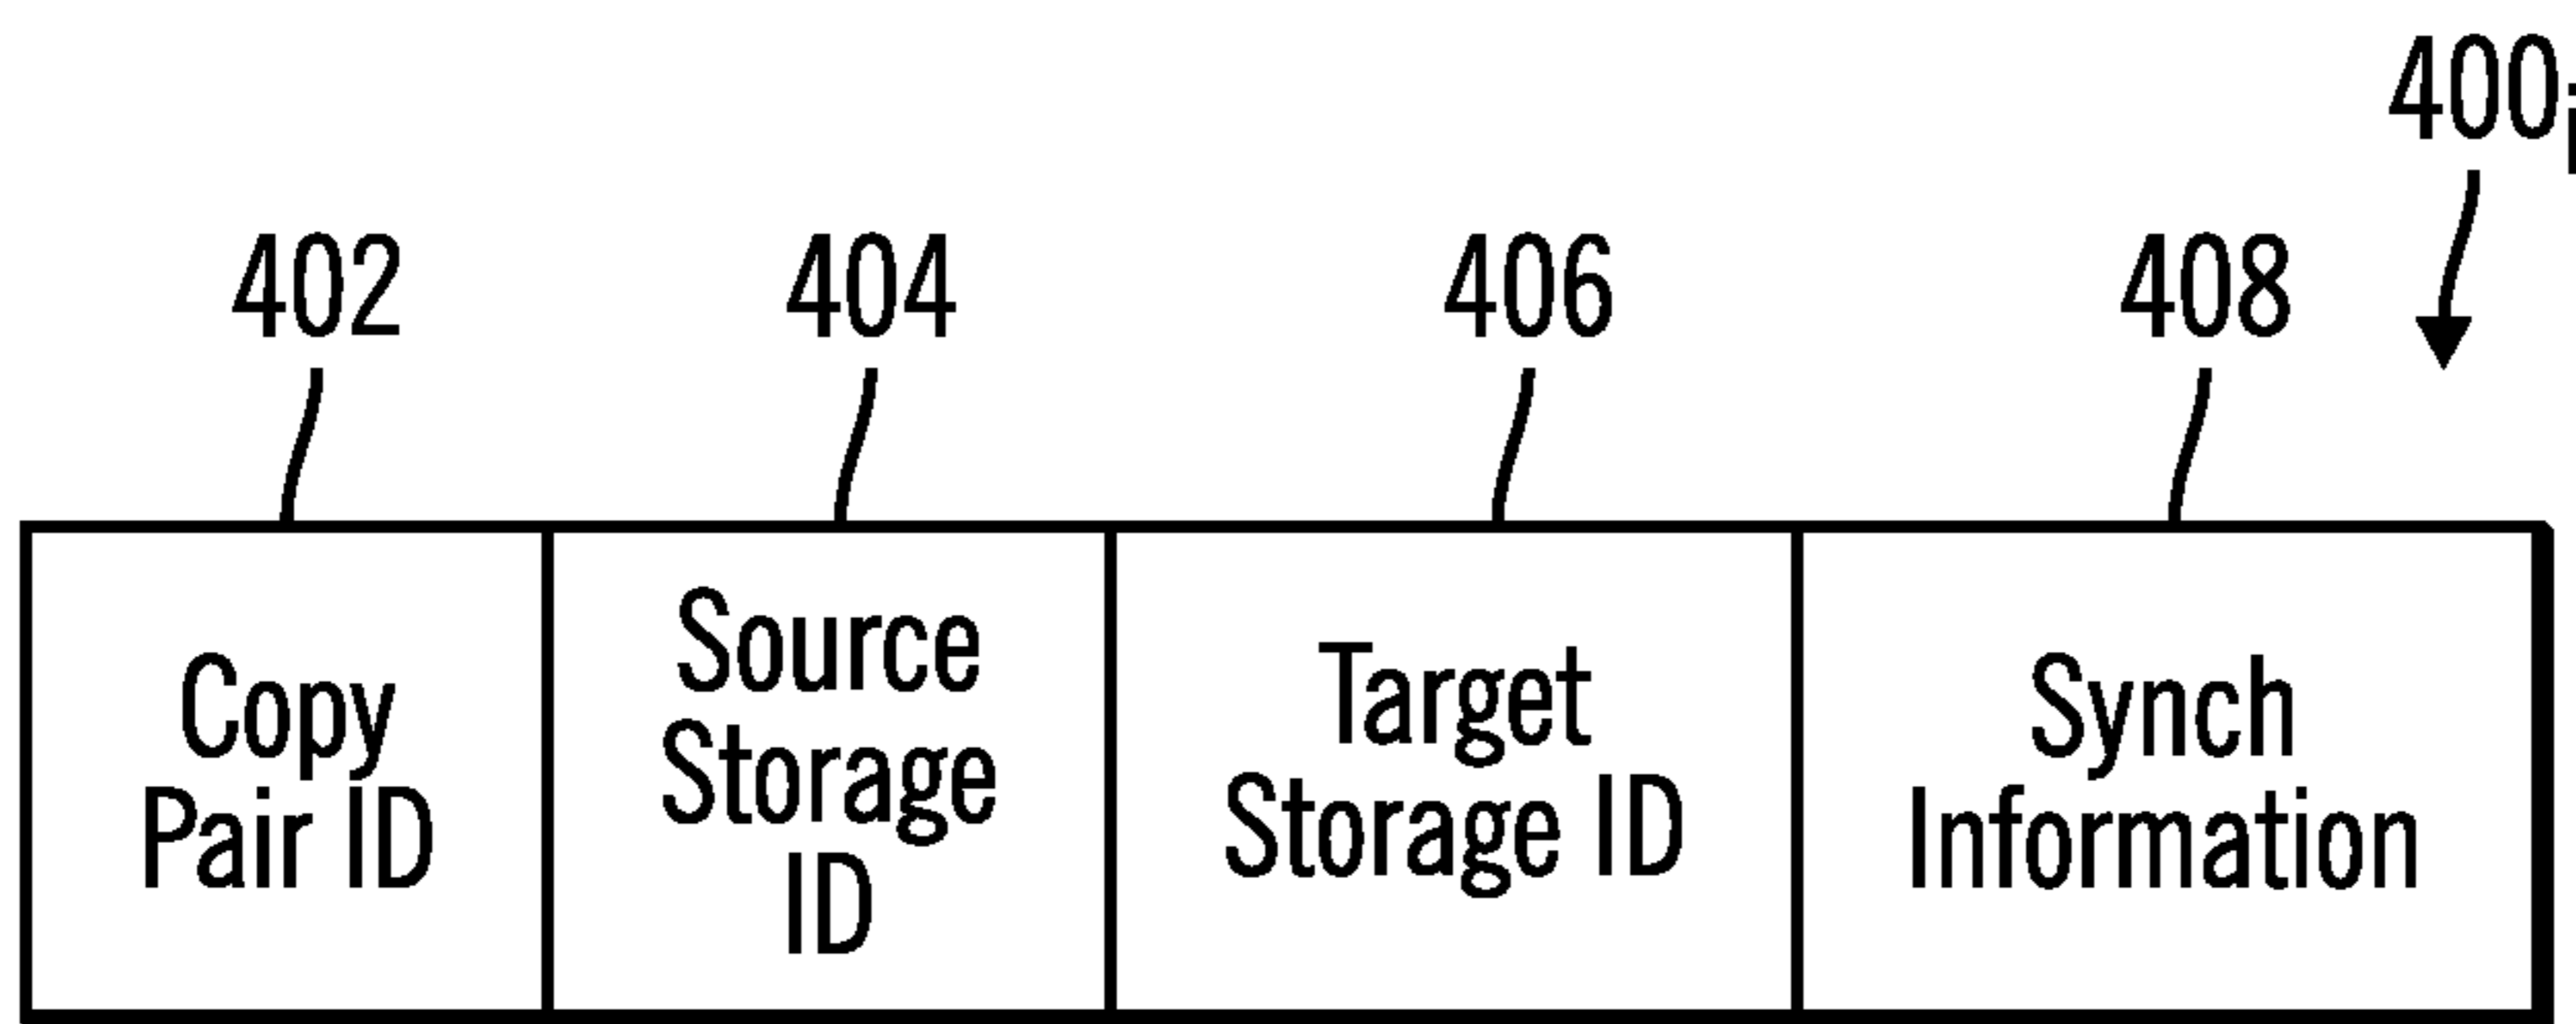 400i
402 404 406 408
Copy
Pair ID
Source
Storage
ID
Target
Storage ID
Synch
Information